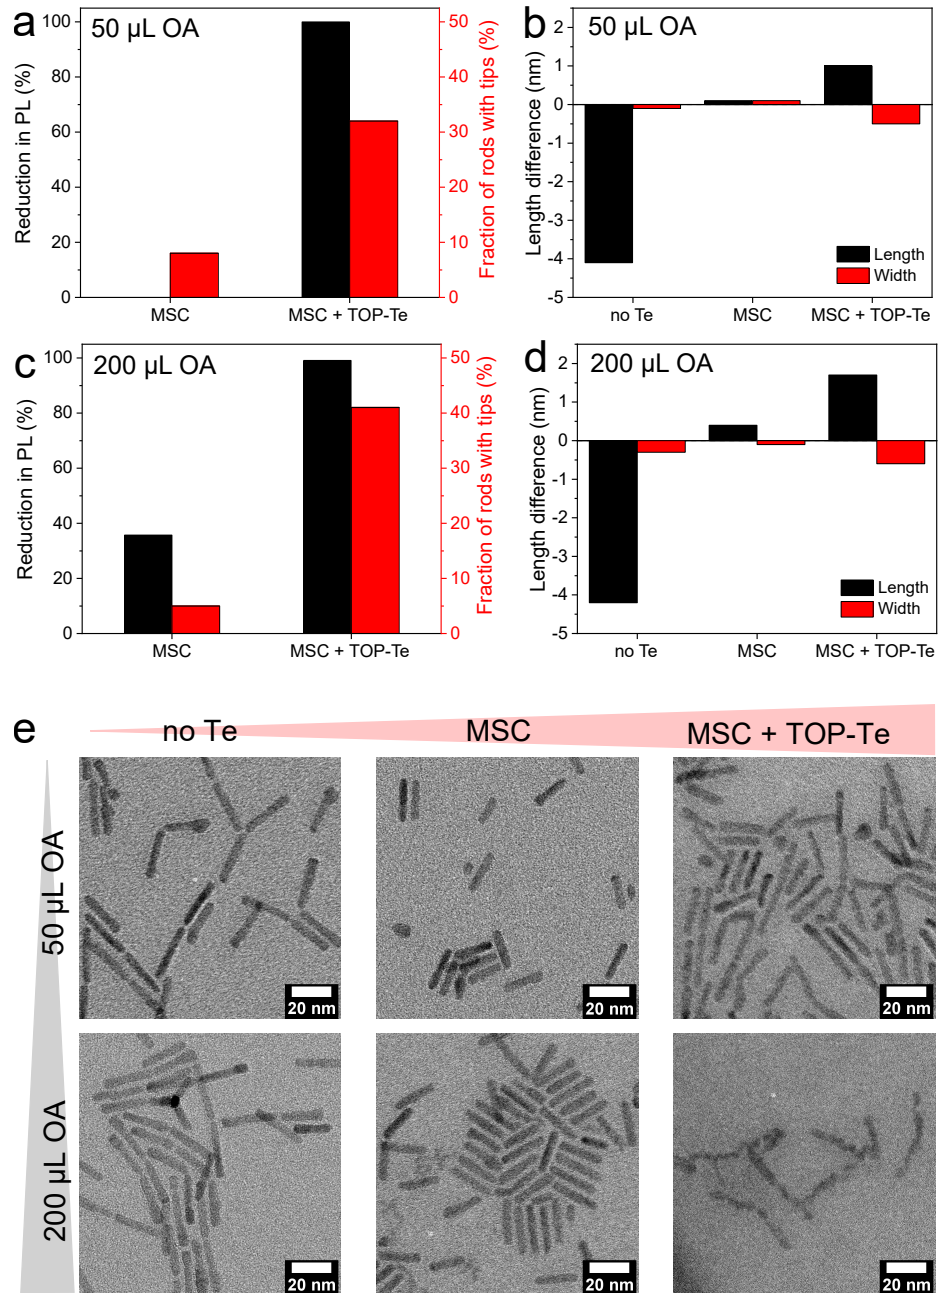 a
50 µL OA
Reduction in PL (%)
100
80
60
40
20
0
50
40
30
20
10
0
Fraction of rods with tips (%)
MSC
MSC + TOP-Te
b
50 µL OA
Length difference (nm)
2
1
0
-1
-2
-3
-4
-5
Length
Width
no Te
MSC
MSC + TOP-Te
c
200 µL OA
Reduction in PL (%)
100
80
60
40
20
0
50
40
30
20
10
0
Fraction of rods with tips (%)
MSC
MSC + TOP-Te
d
200 µL OA
Length difference (nm)
2
1
0
-1
-2
-3
-4
-5
Length
Width
no Te
MSC
MSC + TOP-Te
e
no Te
MSC
MSC + TOP-Te
50 µL OA
20 nm
20 nm
20 nm
200 µL OA
20 nm
20 nm
20 nm